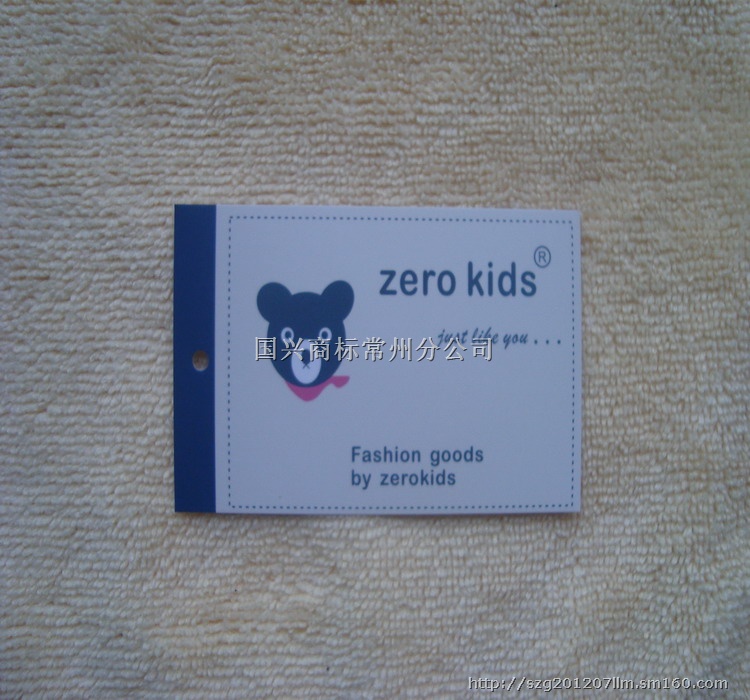 zero kids®
just like you...
国兴商标常州分公司
Fashion goods
by zerokids
http://szg201207llm.sm160.com